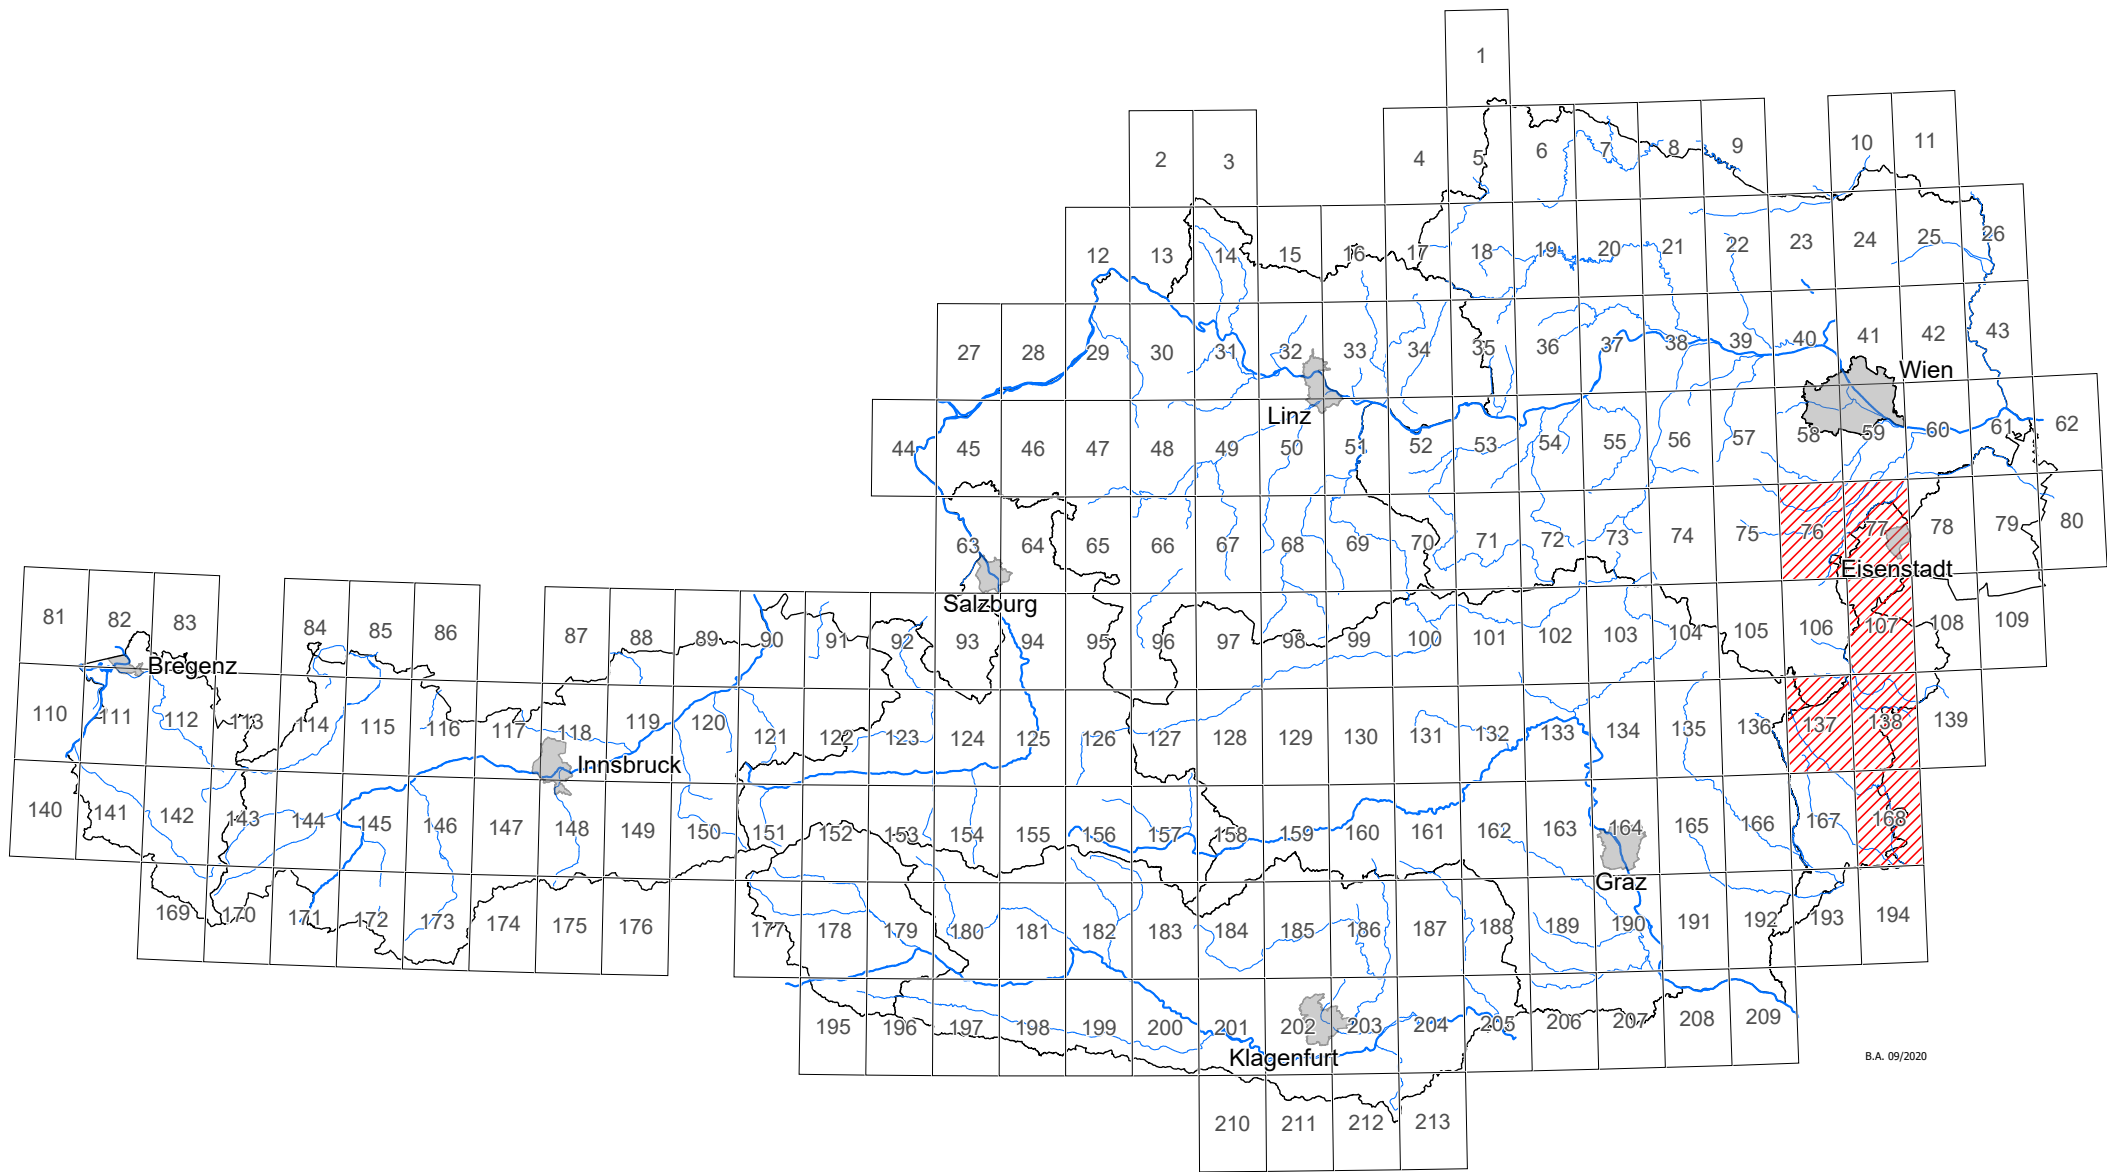 1
2 3 4 5 6 7 8 9 10 11
12 13 14 15 16 17 18 19 20 21 22 23 24 25 26
27 28 29 30 31 32 33 34 35 36 37 38 39 40 41 42 43
Wien
Linz
44 45 46 47 48 49 50 51 52 53 54 55 56 57 58 59 60 61 62
63 64 65 66 67 68 69 70 71 72 73 74 75 76 77 78 79 80
Eisenstadt
Salzburg
81 82 83 84 85 86 87 88 89 90 91 92 93 94 95 96 97 98 99 100 101 102 103 104 105 106 107 108 109
Bregenz
110 111 112 113 114 115 116 117 118 119 120 121 122 123 124 125 126 127 128 129 130 131 132 133 134 135 136 137 138 139
Innsbruck
140 141 142 143 144 145 146 147 148 149 150 151 152 153 154 155 156 157 158 159 160 161 162 163 164 165 166 167 168
Graz
169 170 171 172 173 174 175 176 177 178 179 180 181 182 183 184 185 186 187 188 189 190 191 192 193 194
195 196 197 198 199 200 201 202 203 204 205 206 207 208 209
Klagenfurt
B.A. 09/2020
210 211 212 213